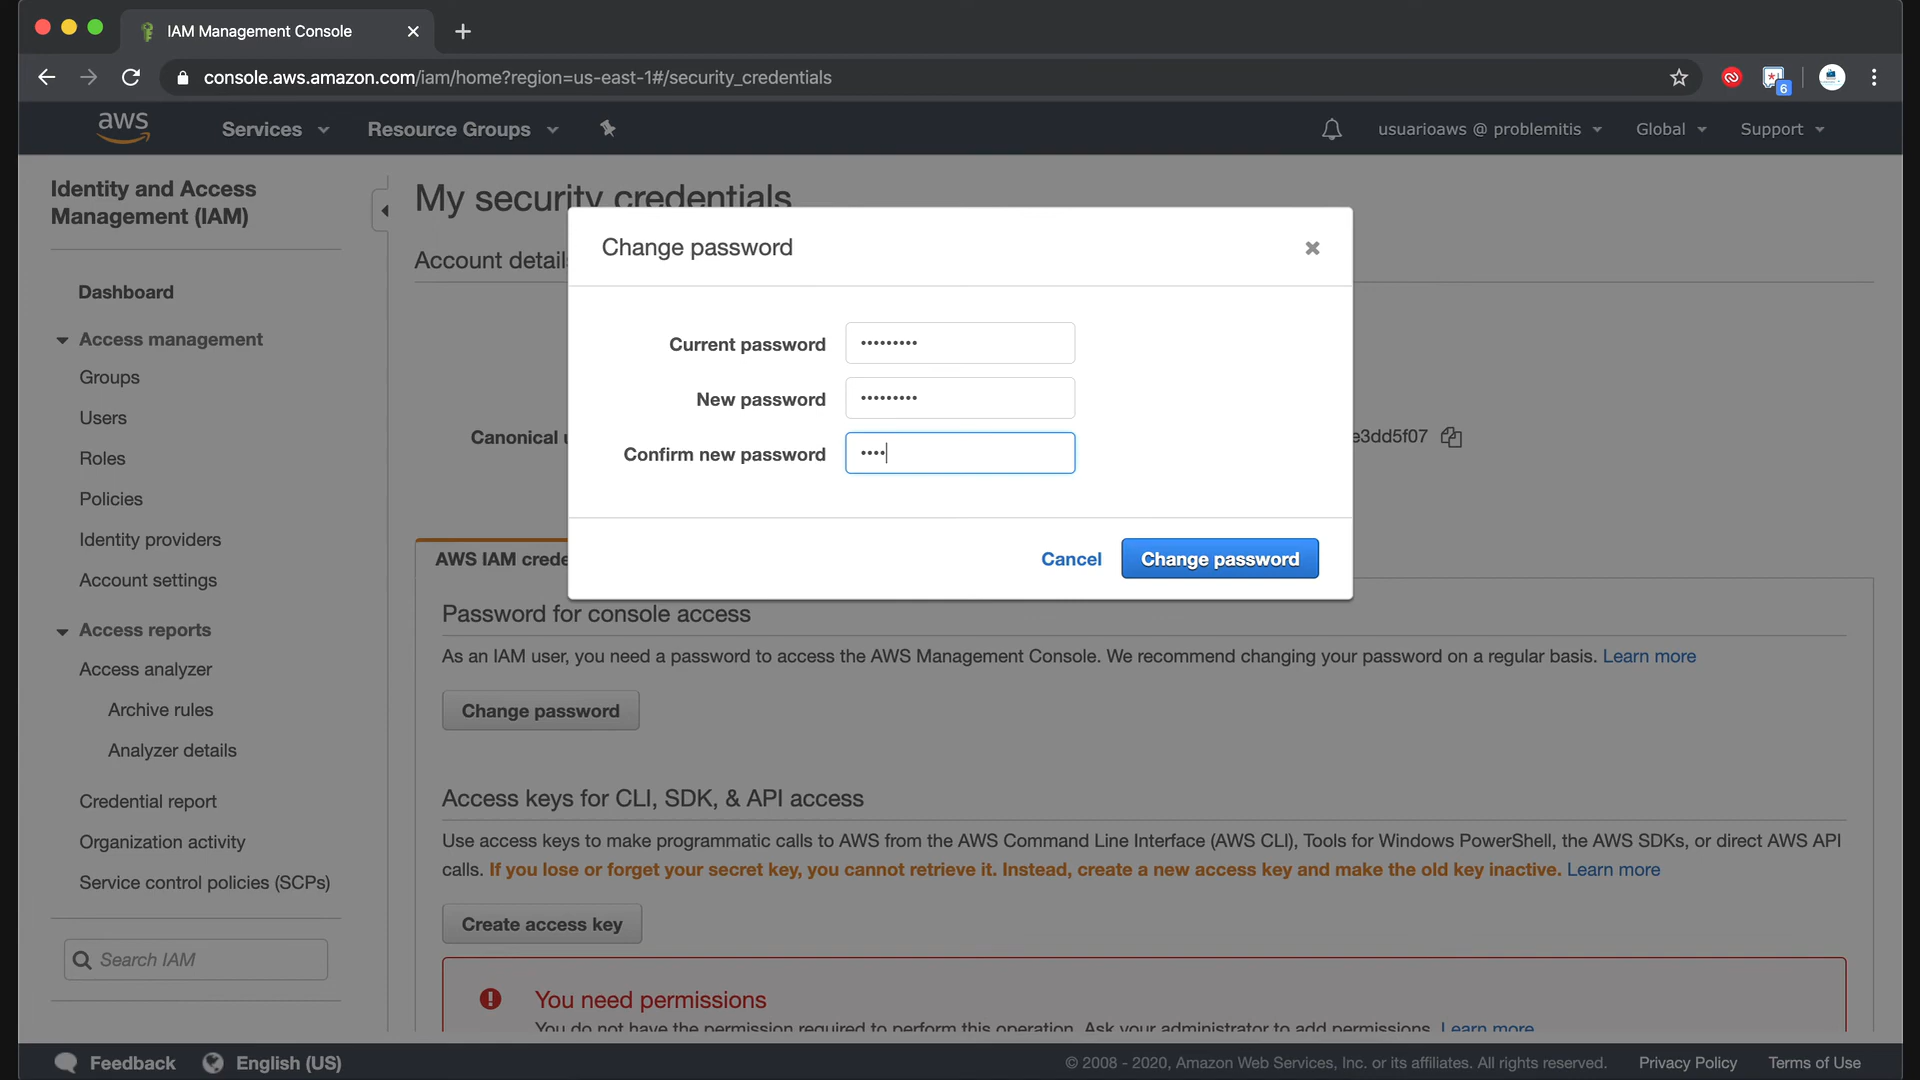 IAM Management Console
console.aws.amazon.com/iam/home?region=us-east-1#/security_credentials
6
aws
Services
Resource Groups
usuarioaws @ problemitis
Global
Support
Identity and Access
Management (IAM)
Dashboard
Access management
Groups
Users
Roles
Policies
Identity providers
Account settings
Access reports
Access analyzer
Archive rules
Analyzer details
Credential report
Organization activity
Service control policies (SCPs)
Search IAM
My security credentials
Account details
Canonical u
e3dd5f07
Change password
Current password •••••••••
New password •••••••••
Confirm new password ••••
Cancel
Change password
AWS IAM crede
Password for console access
As an IAM user, you need a password to access the AWS Management Console. We recommend changing your password on a regular basis. Learn more
Change password
Access keys for CLI, SDK, & API access
Use access keys to make programmatic calls to AWS from the AWS Command Line Interface (AWS CLI), Tools for Windows PowerShell, the AWS SDKs, or direct AWS API
calls. If you lose or forget your secret key, you cannot retrieve it. Instead, create a new access key and make the old key inactive. Learn more
Create access key
You need permissions
You do not have the permission required to perform this operation. Ask your administrator to add permissions. Learn more
Feedback
English (US)
© 2008 - 2020, Amazon Web Services, Inc. or its affiliates. All rights reserved.
Privacy Policy
Terms of Use